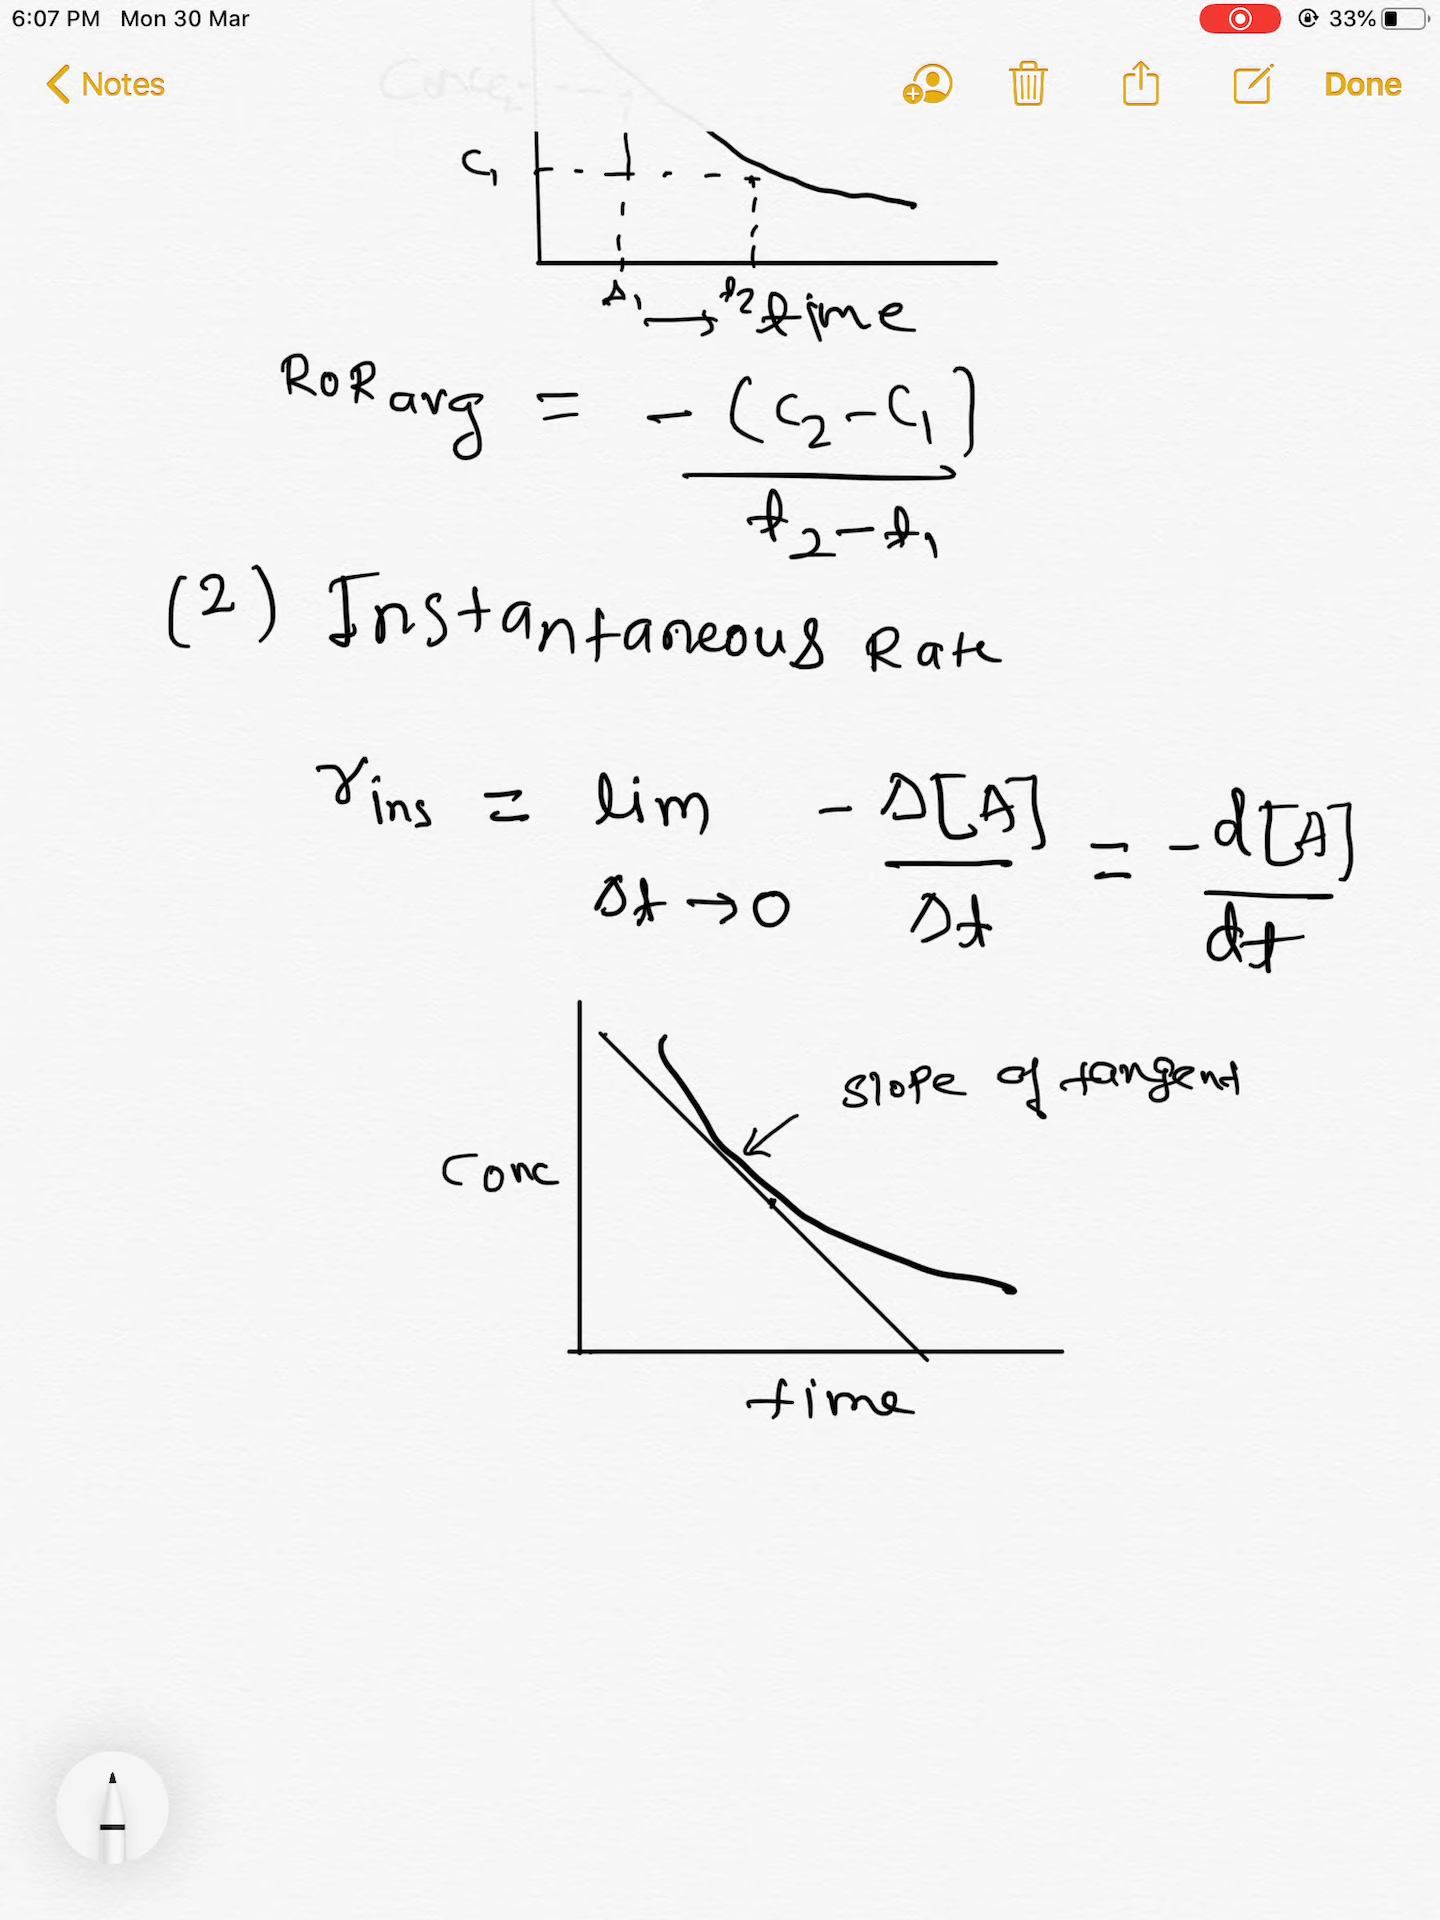 6:07 PM Mon 30 Mar 33%
Notes Done
C₁
t₁ → t₂ time
RoR avg = - (C₂-C₁)
t₂-t₁
(2) Instantaneous Rate
r ins = lim - Δ[A] = - d[A]
Δt → 0 Δt dt
slope of tangent
Conc
time